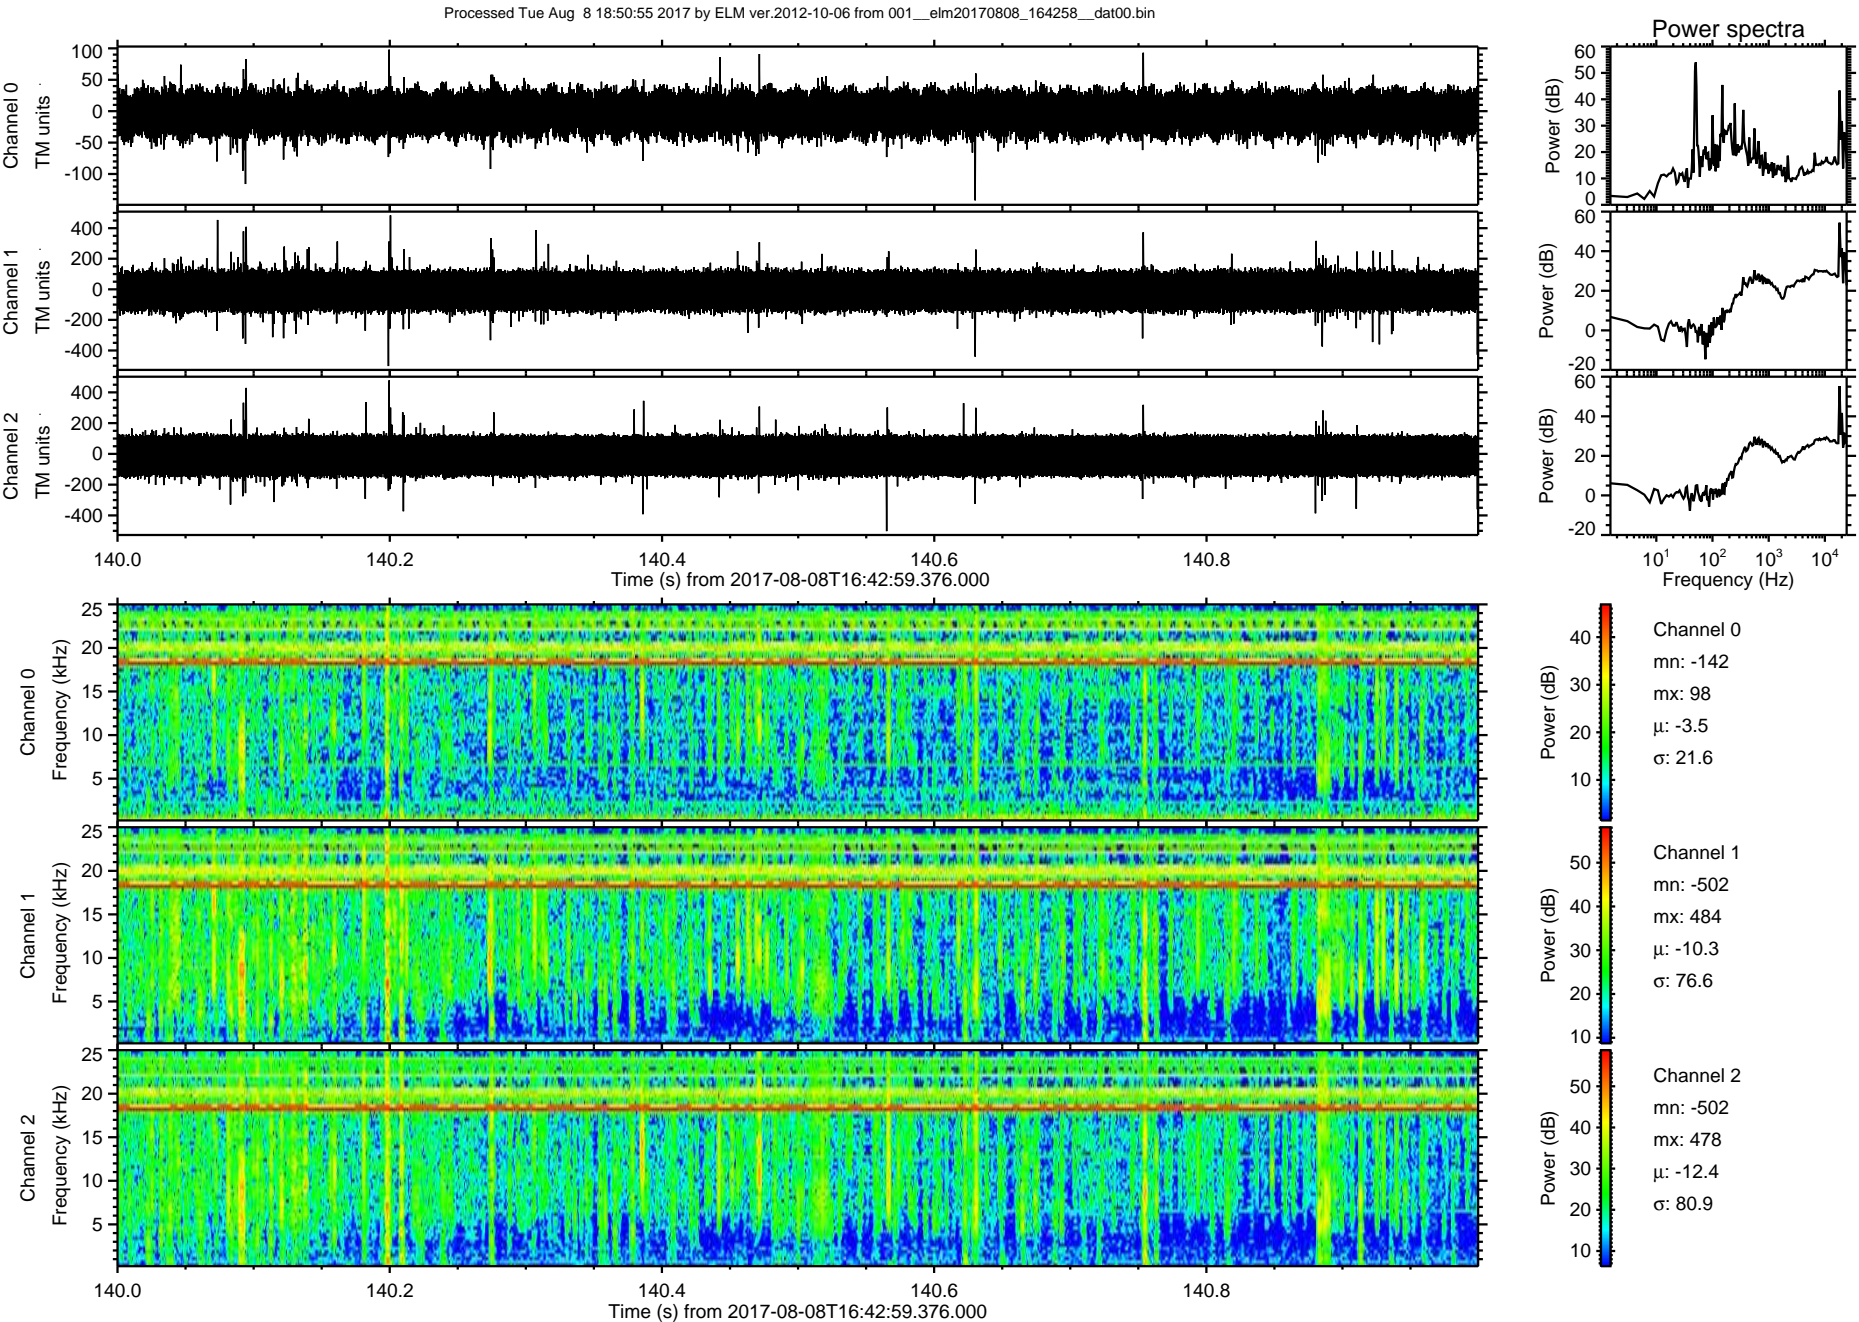 Processed Tue Aug  8 18:50:55 2017 by ELM ver.2012-10-06 from 001__elm20170808_164258__dat00.bin
Power spectra
Channel 0
TM units
100
50
0
-50
-100
Power (dB)
60
50
40
30
20
10
0
Channel 1
TM units
400
200
0
-200
-400
Power (dB)
60
40
20
0
-20
Channel 2
TM units
400
200
0
-200
-400
Power (dB)
60
40
20
0
-20
140.0 140.2 140.4 140.6 140.8
Time (s) from 2017-08-08T16:42:59.376.000
10^1 10^2 10^3 10^4
Frequency (Hz)
Channel 0
Frequency (kHz)
25
20
15
10
5
Power (dB)
40
30
20
10
Channel 0
mn: -142
mx: 98
μ: -3.5
σ: 21.6
Channel 1
Frequency (kHz)
25
20
15
10
5
Power (dB)
50
40
30
20
10
Channel 1
mn: -502
mx: 484
μ: -10.3
σ: 76.6
Channel 2
Frequency (kHz)
25
20
15
10
5
Power (dB)
50
40
30
20
10
Channel 2
mn: -502
mx: 478
μ: -12.4
σ: 80.9
140.0 140.2 140.4 140.6 140.8
Time (s) from 2017-08-08T16:42:59.376.000